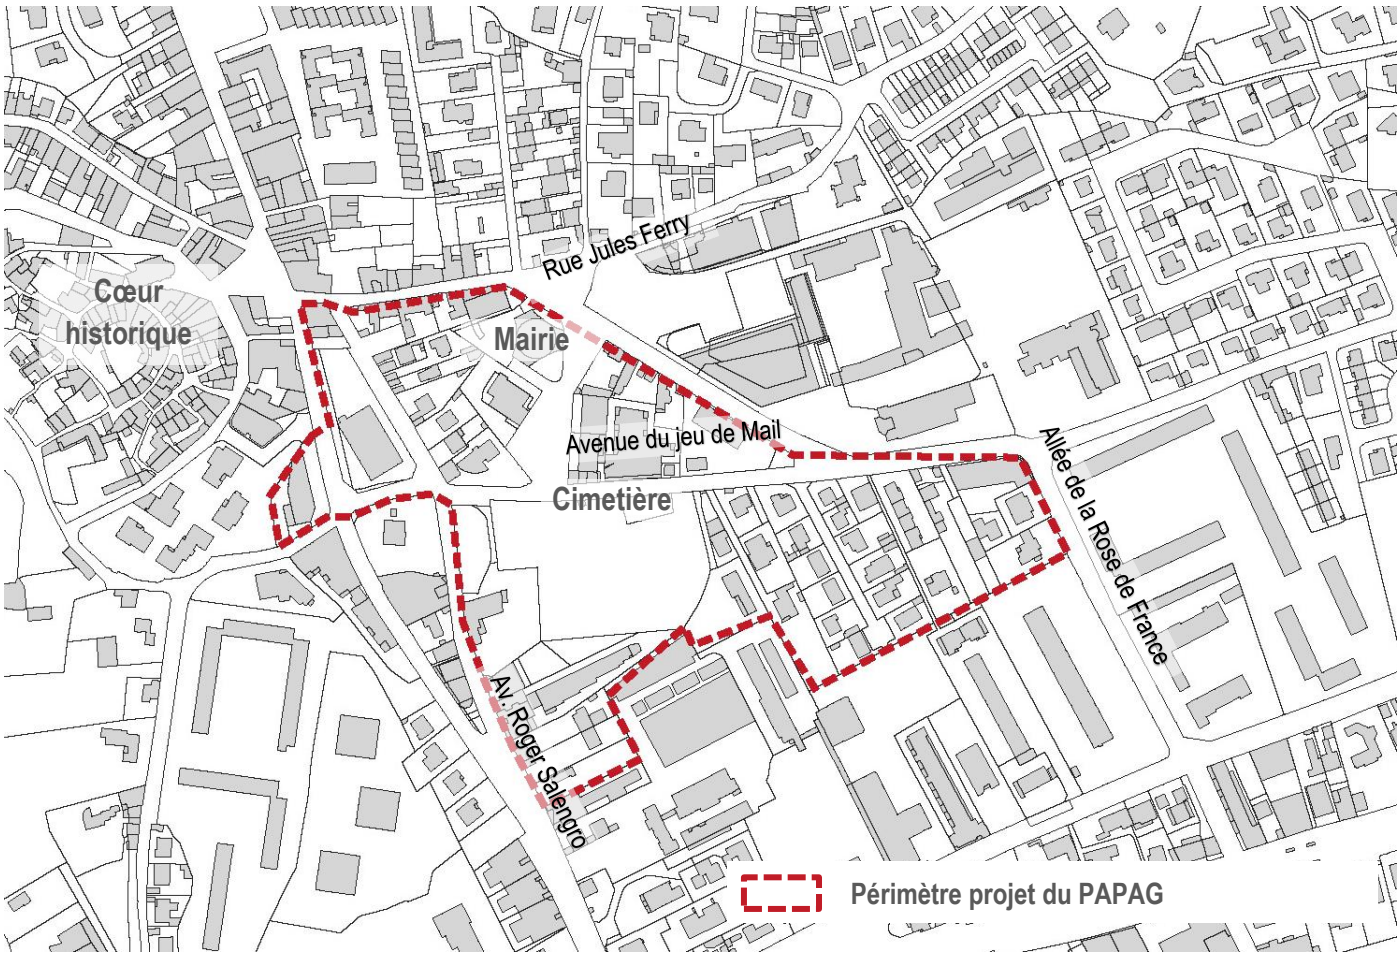 Rue Jules Ferry
Cœur
historique
Mairie
Avenue du jeu de Mail
Cimetière
Allée de la Rose de France
Av. Roger Salengro
Périmètre projet du PAPAG